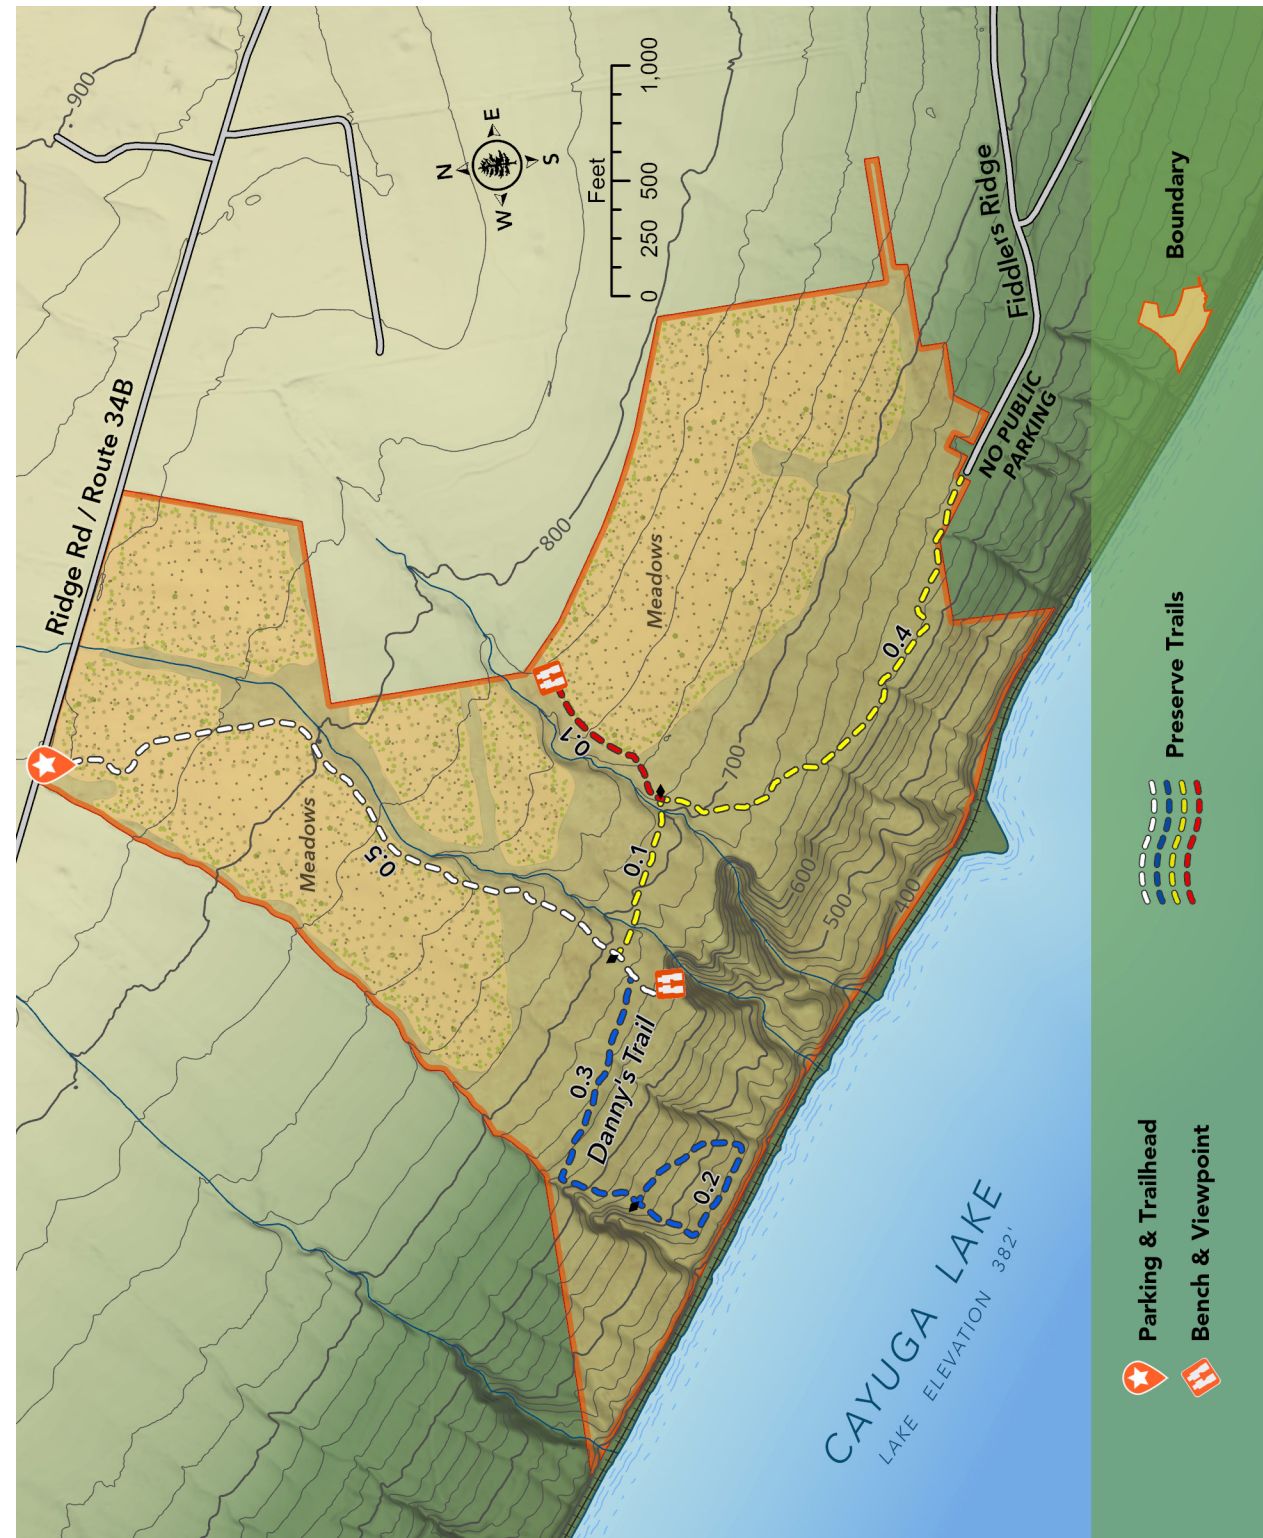 900
Ridge Rd / Route 34B
N
E
S
W
Feet
0 250 500 1,000
800
Meadows
Meadows
0.5
0.1
0.1
0.4
700
600
500
400
0.3
Danny's Trail
0.2
Fiddlers Ridge
NO PUBLIC
PARKING
CAYUGA LAKE
LAKE ELEVATION 382'
Parking & Trailhead
Bench & Viewpoint
Preserve Trails
Boundary